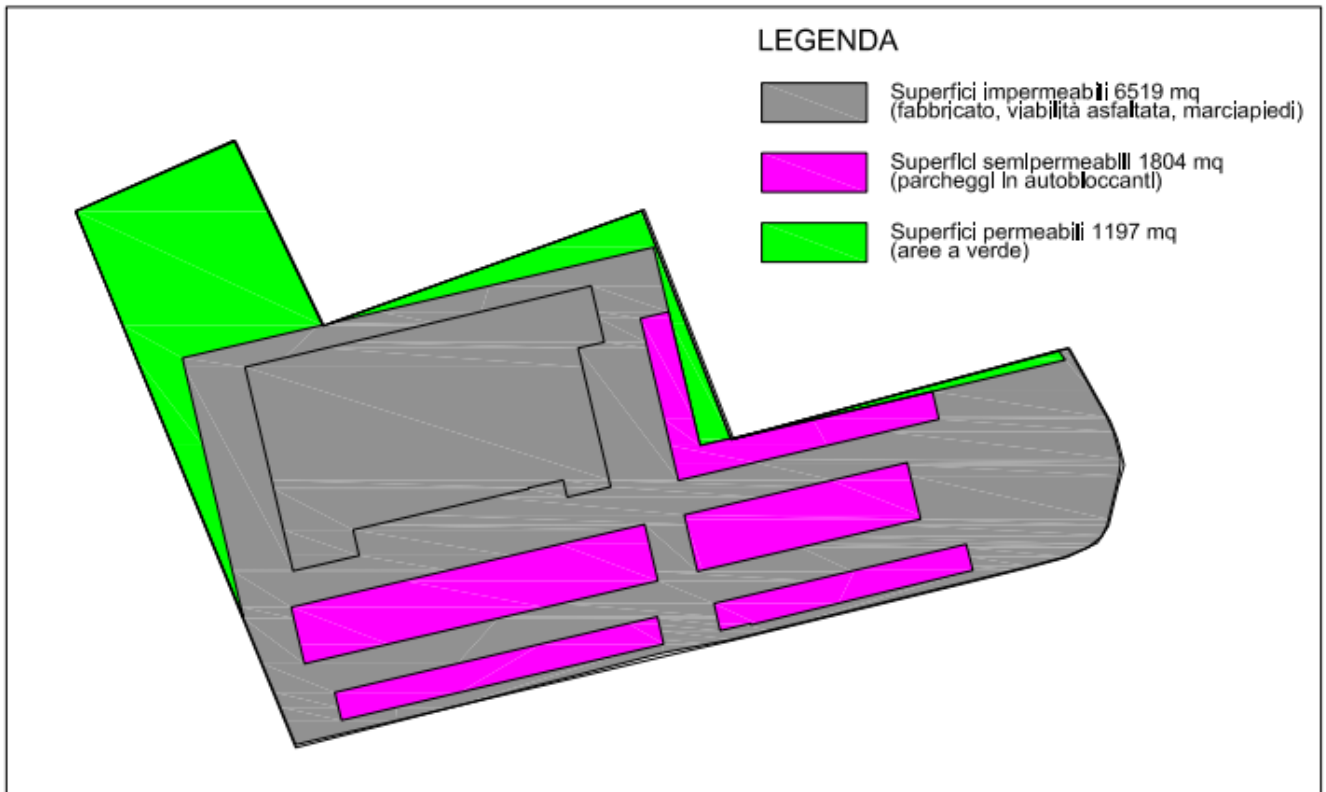 LEGENDA
Superfici impermeabili 6519 mq
(fabbricato, viabilità asfaltata, marciapiedi)
Superfici semipermeabili 1804 mq
(parcheggi in autobloccanti)
Superfici permeabili 1197 mq
(aree a verde)